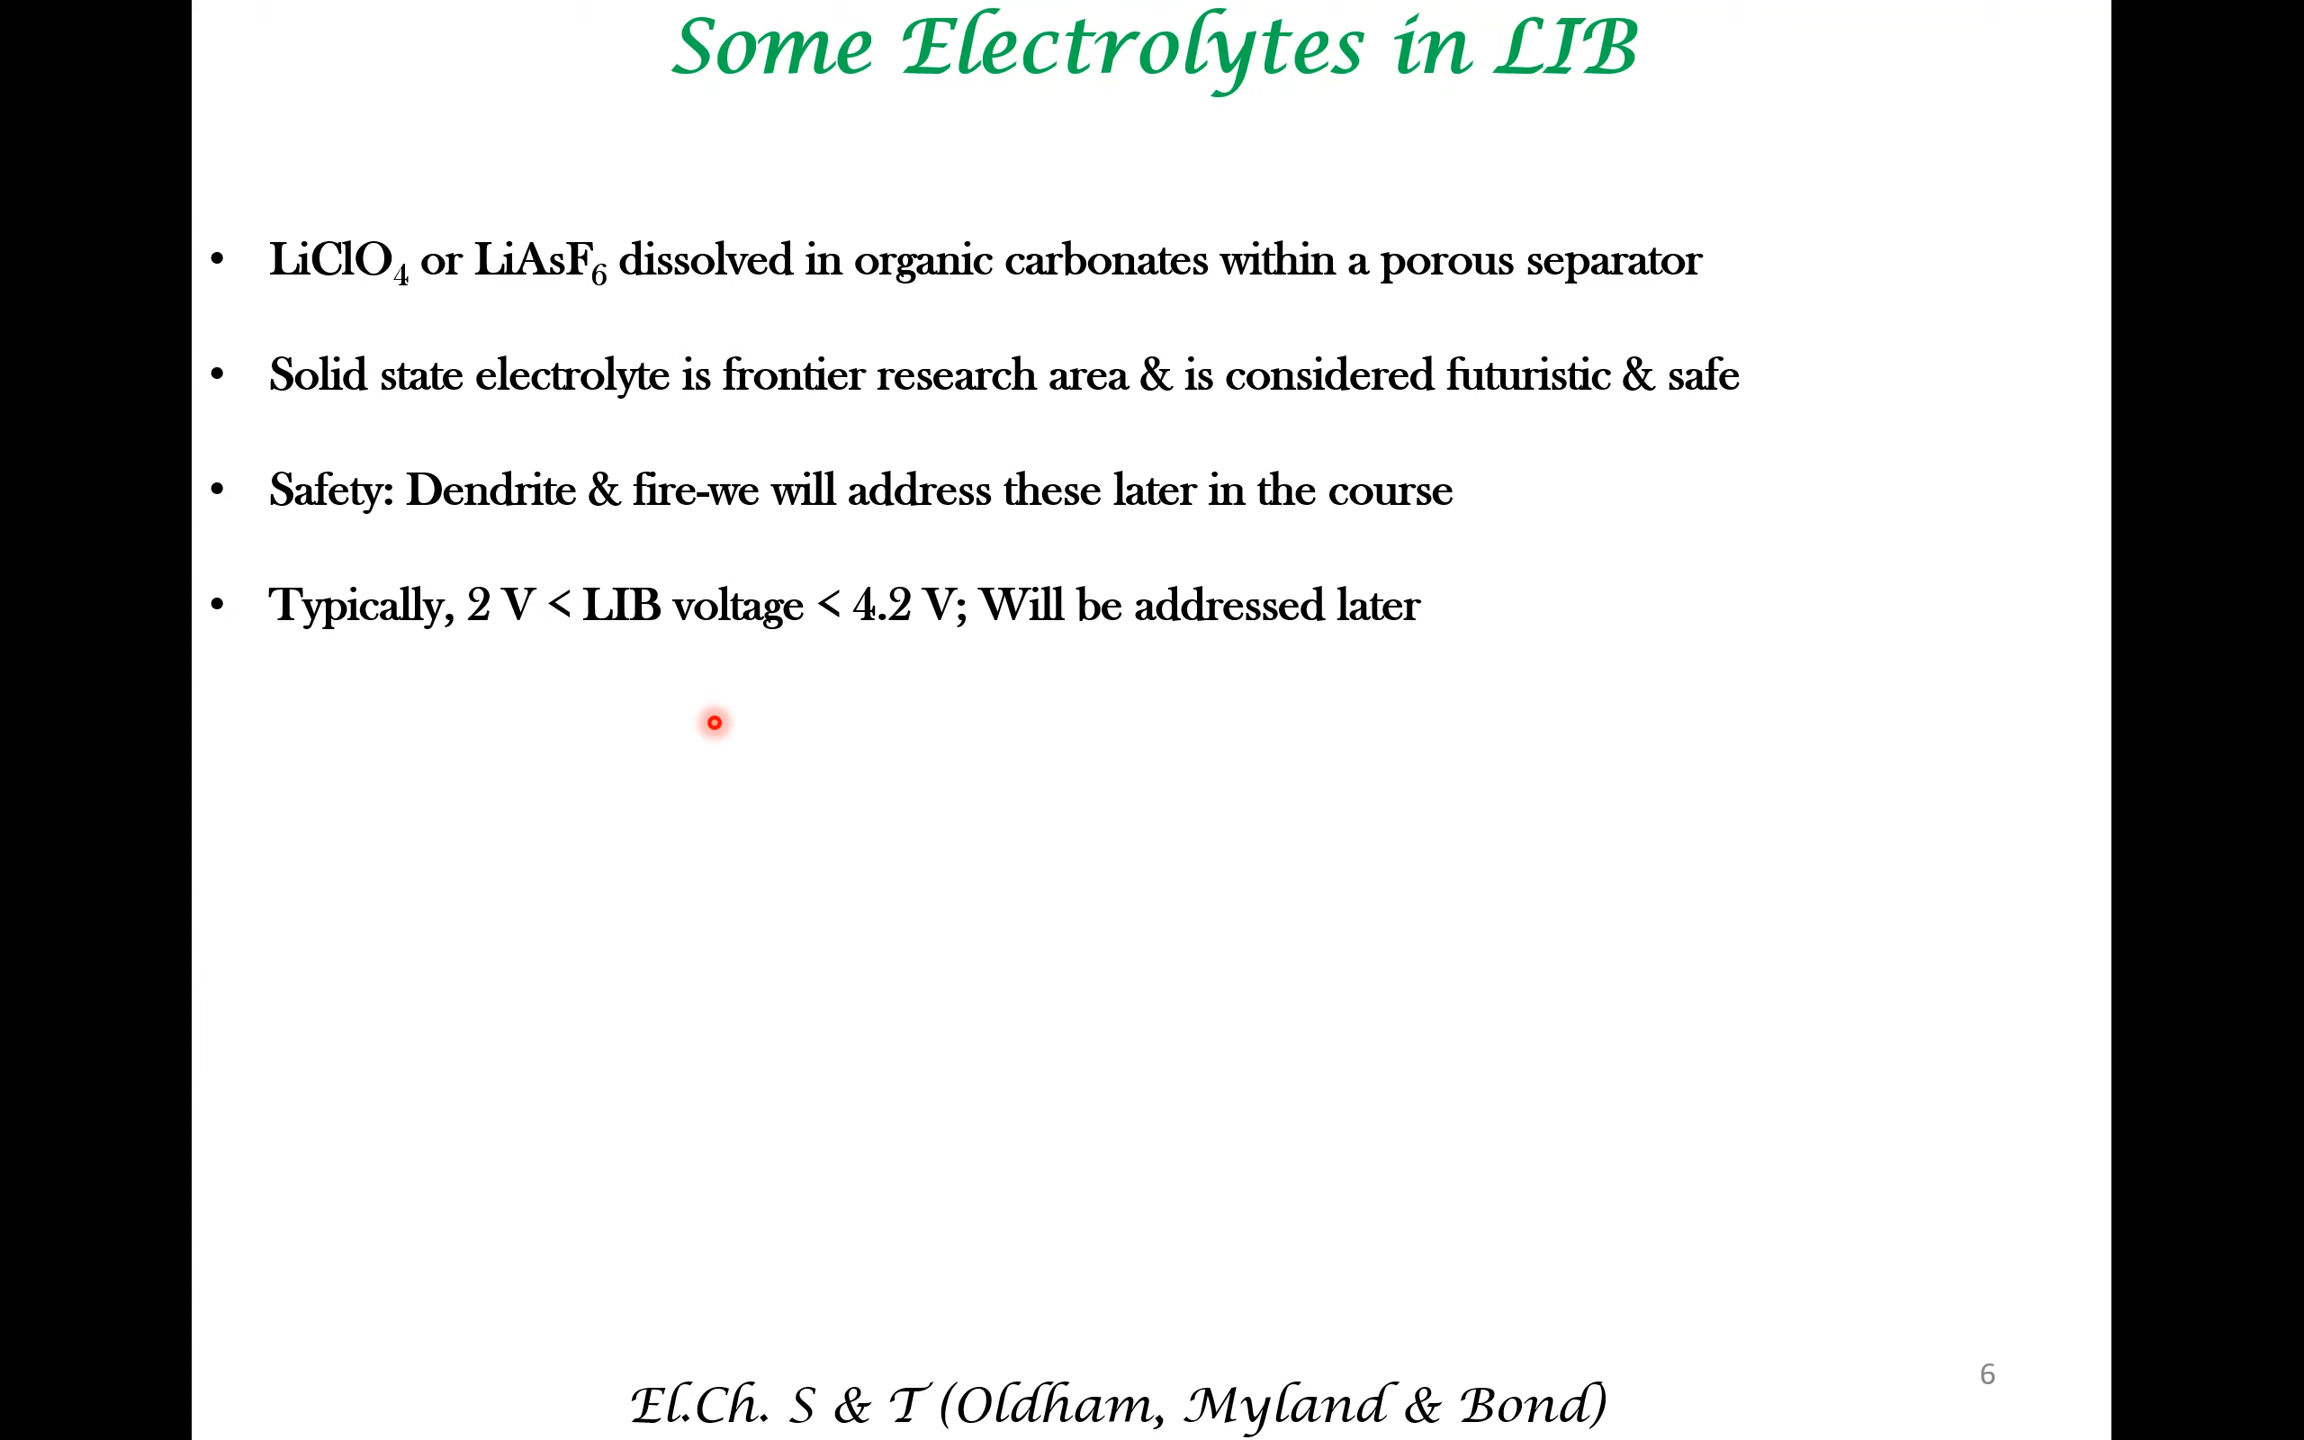 Some Electrolytes in LIB
• LiClO₄ or LiAsF₆ dissolved in organic carbonates within a porous separator
• Solid state electrolyte is frontier research area & is considered futuristic & safe
• Safety: Dendrite & fire-we will address these later in the course
• Typically, 2 V < LIB voltage < 4.2 V; Will be addressed later
6
El.Ch. S & T (Oldham, Myland & Bond)